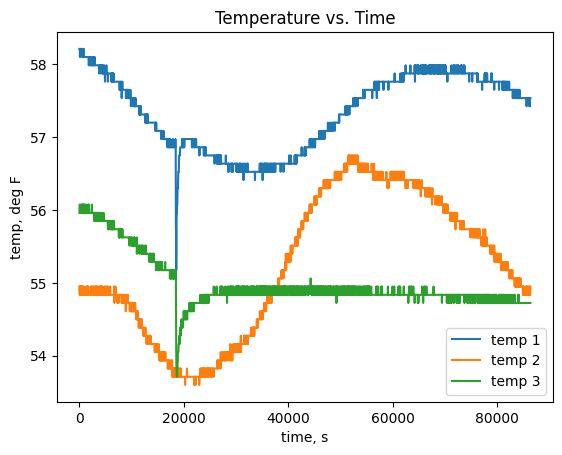 Temperature vs. Time
temp, deg F
58
57
56
55
54
0
20000
40000
60000
80000
time, s
temp 1
temp 2
temp 3